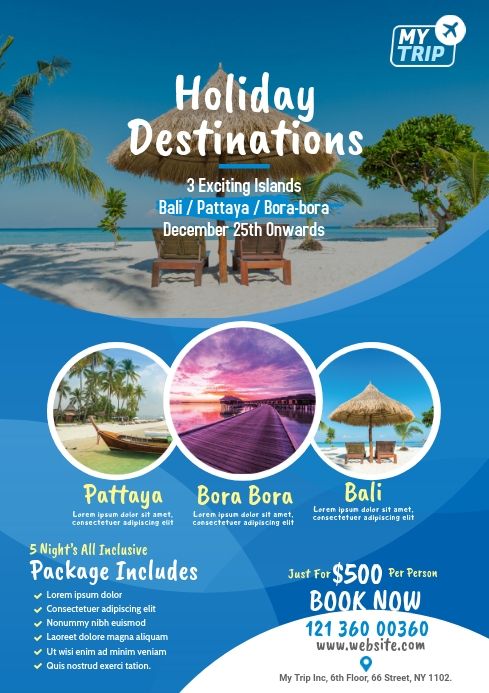 MY
TRIP
Holiday
Destinations
3 Exciting Islands
Bali / Pattaya / Bora-bora
December 25th Onwards
Pattaya
Lorem ipsum dolor sit amet,
consectetuer adipiscing elit
Bora Bora
Lorem ipsum dolor sit amet,
consectetuer adipiscing elit
Bali
Lorem ipsum dolor sit amet,
consectetuer adipiscing elit
5 Night's All Inclusive
Package Includes
Lorem ipsum dolor
Consectetuer adipiscing elit
Nonummy nibh euismod
Laoreet dolore magna aliquam
Ut wisi enim ad minim veniam
Quis nostrud exerci tation.
Just For $500 Per Person
BOOK NOW
121 360 00360
www.website.com
My Trip Inc, 6th Floor, 66 Street, NY 1102.